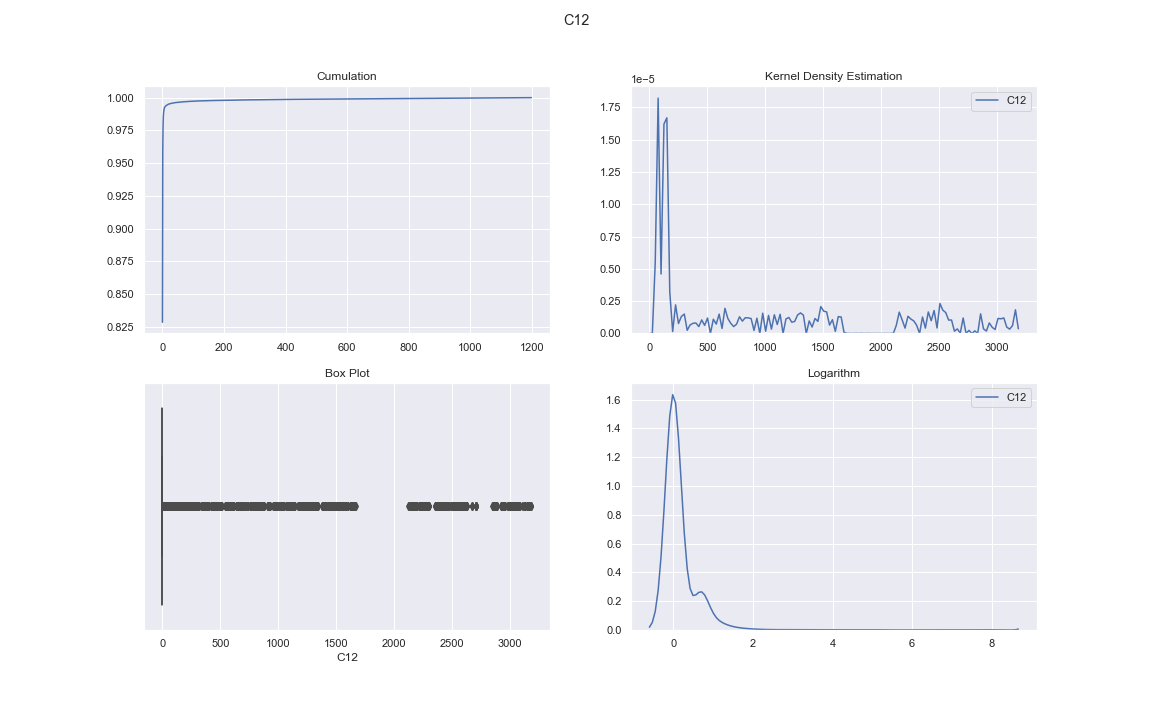 C12
Cumulation
1.000
0.975
0.950
0.925
0.900
0.875
0.850
0.825
0 200 400 600 800 1000 1200
Kernel Density Estimation
1e−5
C12
1.75
1.50
1.25
1.00
0.75
0.50
0.25
0.00
0 500 1000 1500 2000 2500 3000
Box Plot
0 500 1000 1500 2000 2500 3000
C12
Logarithm
C12
1.6
1.4
1.2
1.0
0.8
0.6
0.4
0.2
0.0
0 2 4 6 8